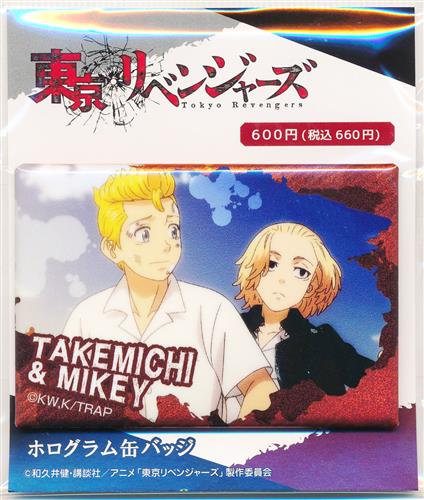 東京リベンジャーズ
Tokyo Revengers
600円(税込660円)
TAKEMICHI
& MIKEY
©KW.K/TRAP
ホログラム缶バッジ
©和久井健・講談社／アニメ「東京リベンジャーズ」製作委員会